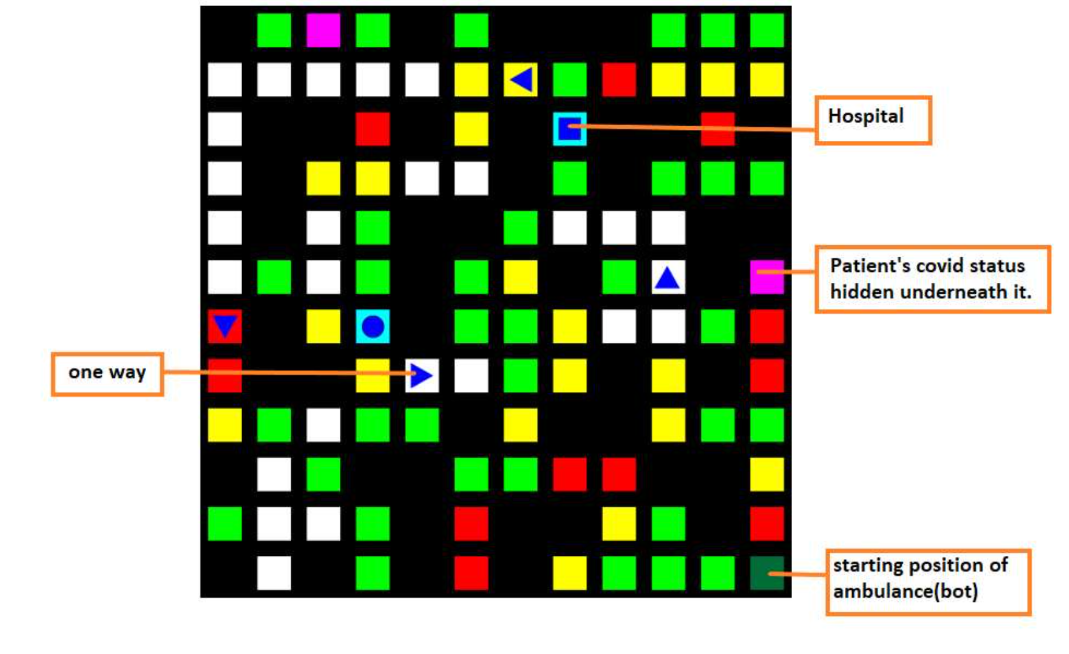 Hospital
Patient's covid status
hidden underneath it.
one way
starting position of
ambulance(bot)